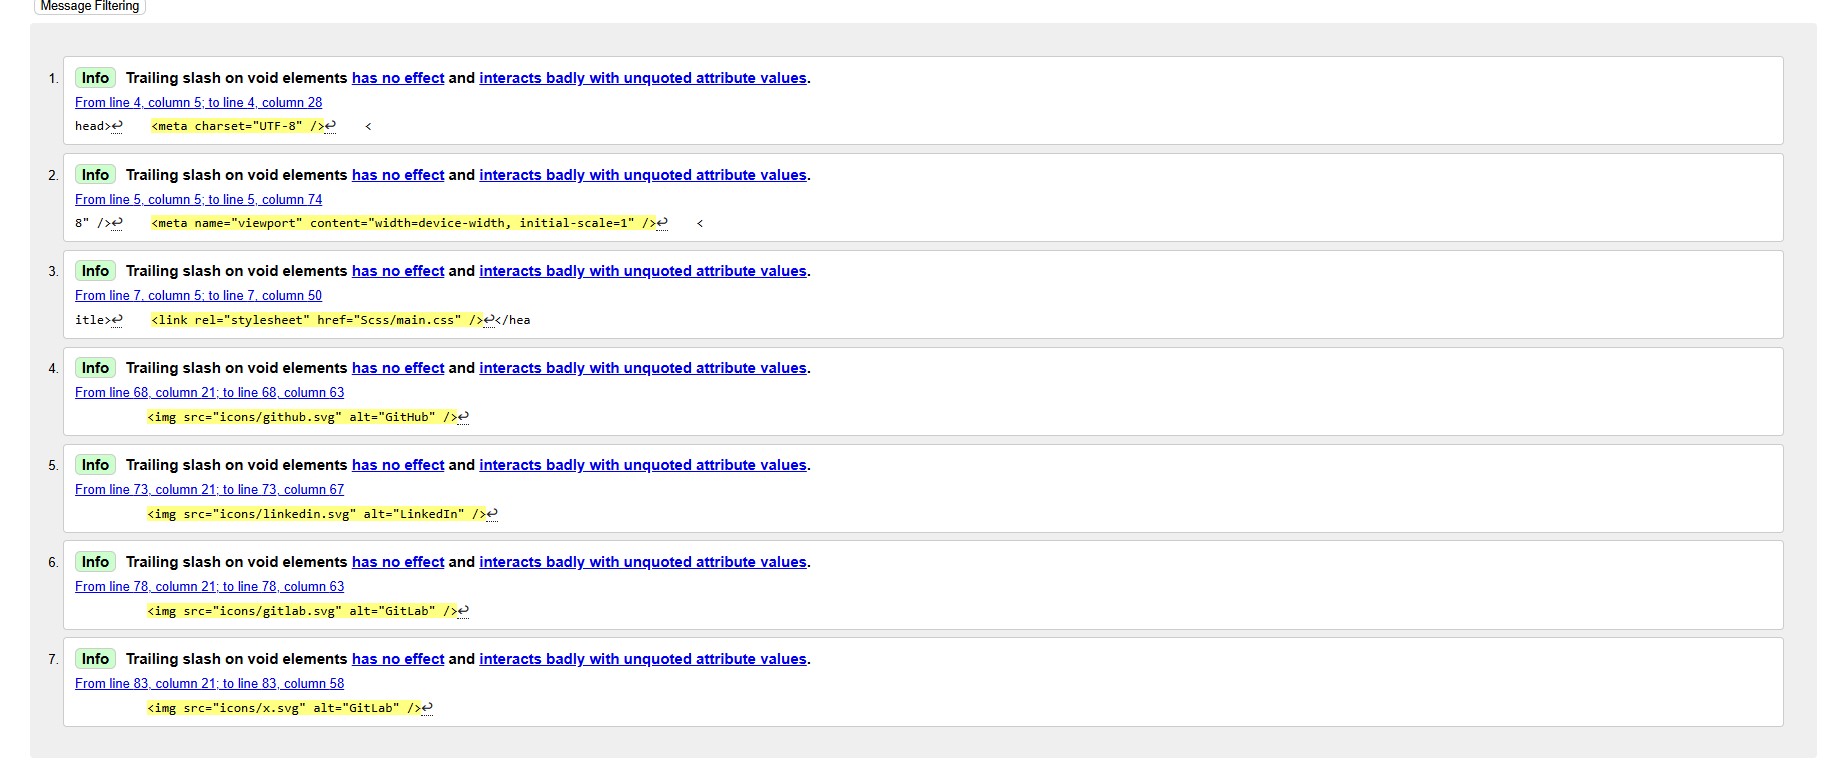 Message Filtering
1. Info Trailing slash on void elements has no effect and interacts badly with unquoted attribute values.
From line 4, column 5; to line 4, column 28
head>↩    <meta charset="UTF-8" />↩    <
2. Info Trailing slash on void elements has no effect and interacts badly with unquoted attribute values.
From line 5, column 5; to line 5, column 74
8" />↩    <meta name="viewport" content="width=device-width, initial-scale=1" />↩    <
3. Info Trailing slash on void elements has no effect and interacts badly with unquoted attribute values.
From line 7, column 5; to line 7, column 50
itle>↩    <link rel="stylesheet" href="Scss/main.css" />↩</hea
4. Info Trailing slash on void elements has no effect and interacts badly with unquoted attribute values.
From line 68, column 21; to line 68, column 63
<img src="icons/github.svg" alt="GitHub" />↩
5. Info Trailing slash on void elements has no effect and interacts badly with unquoted attribute values.
From line 73, column 21; to line 73, column 67
<img src="icons/linkedin.svg" alt="LinkedIn" />↩
6. Info Trailing slash on void elements has no effect and interacts badly with unquoted attribute values.
From line 78, column 21; to line 78, column 63
<img src="icons/gitlab.svg" alt="GitLab" />↩
7. Info Trailing slash on void elements has no effect and interacts badly with unquoted attribute values.
From line 83, column 21; to line 83, column 58
<img src="icons/x.svg" alt="GitLab" />↩